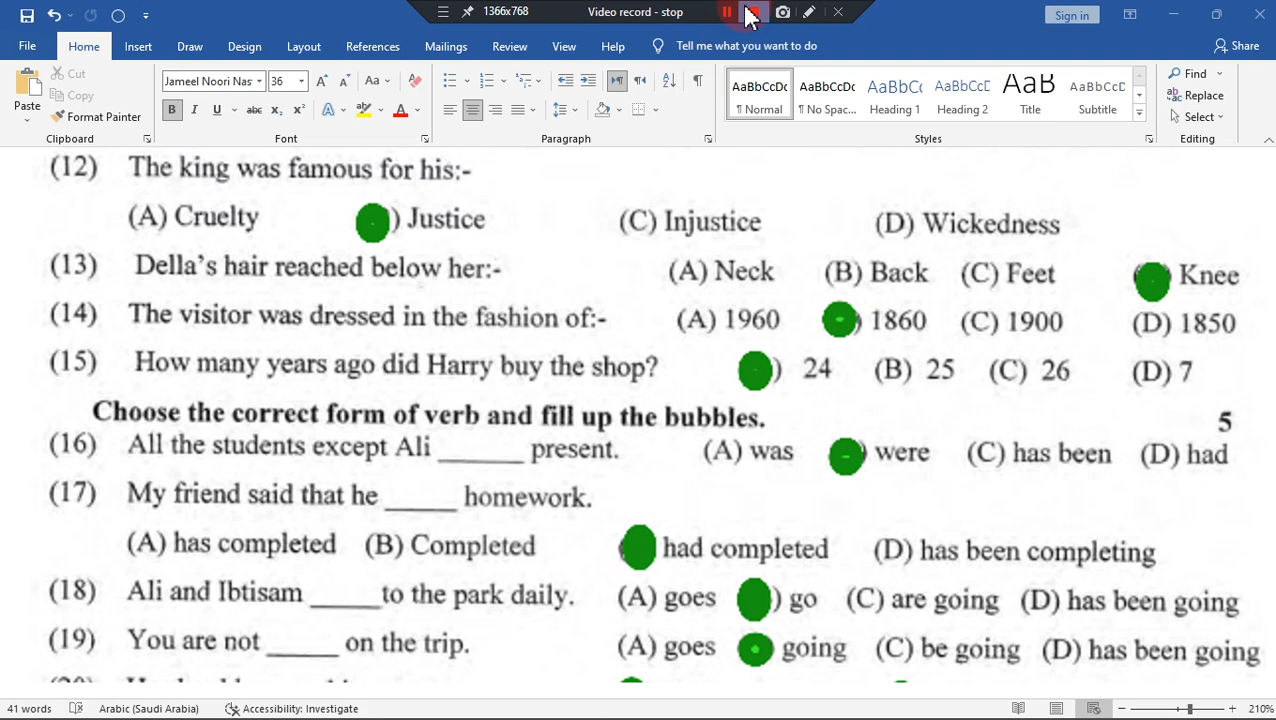 1366x768
Video record - stop
Sign in
File Home Insert Draw Design Layout References Mailings Review View Help Tell me what you want to do Share
Paste
Cut
Copy
Format Painter
Clipboard
Jameel Noori Nas 36
Font
Paragraph
AaBbCcDc AaBbCcDc AaBbCc AaBbCcD AaB AaBbCcD
¶ Normal ¶ No Spac... Heading 1 Heading 2 Title Subtitle
Styles
Find
Replace
Select
Editing
(12) The king was famous for his:-
(A) Cruelty ) Justice (C) Injustice (D) Wickedness
(13) Della's hair reached below her:- (A) Neck (B) Back (C) Feet Knee
(14) The visitor was dressed in the fashion of:- (A) 1960 ) 1860 (C) 1900 (D) 1850
(15) How many years ago did Harry buy the shop? ) 24 (B) 25 (C) 26 (D) 7
Choose the correct form of verb and fill up the bubbles. 5
(16) All the students except Ali ______ present. (A) was ) were (C) has been (D) had
(17) My friend said that he _____ homework.
(A) has completed (B) Completed had completed (D) has been completing
(18) Ali and Ibtisam _____to the park daily. (A) goes ) go (C) are going (D) has been going
(19) You are not _____ on the trip. (A) goes going (C) be going (D) has been going
41 words Arabic (Saudi Arabia) Accessibility: Investigate 210%